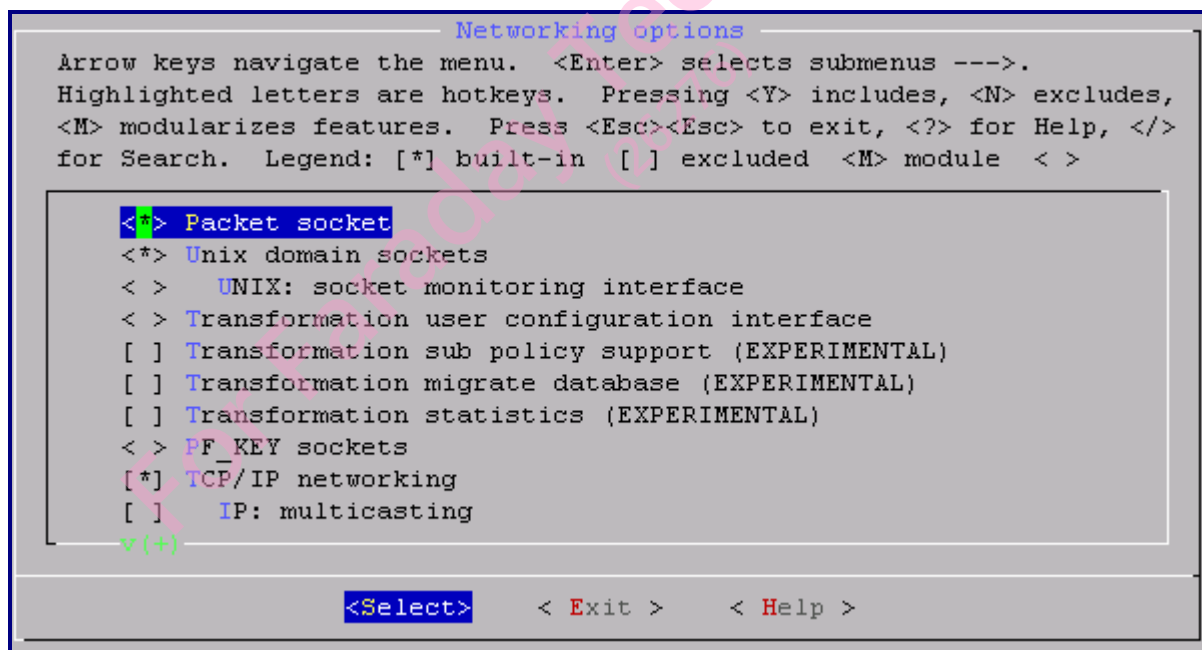 Networking options
Arrow keys navigate the menu.  <Enter> selects submenus --->.
Highlighted letters are hotkeys.  Pressing <Y> includes, <N> excludes,
<M> modularizes features.  Press <Esc><Esc> to exit, <?> for Help, </>
for Search.  Legend: [*] built-in  [ ] excluded  <M> module  < >
<*> Packet socket
<*> Unix domain sockets
< >   UNIX: socket monitoring interface
< > Transformation user configuration interface
[ ] Transformation sub policy support (EXPERIMENTAL)
[ ] Transformation migrate database (EXPERIMENTAL)
[ ] Transformation statistics (EXPERIMENTAL)
< > PF_KEY sockets
[*] TCP/IP networking
[ ]   IP: multicasting
v(+)
<Select>    < Exit >    < Help >
For Faraday Tec